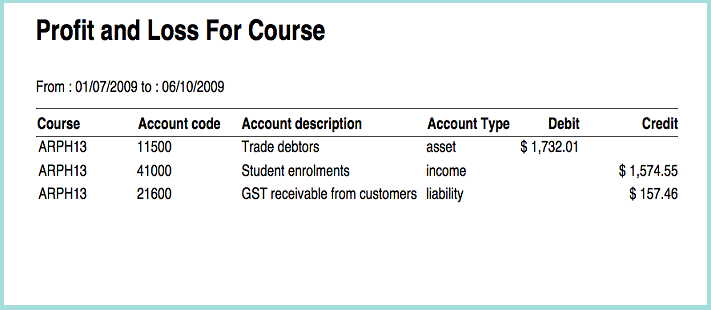 Profit and Loss For Course
From : 01/07/2009 to : 06/10/2009
Course Account code Account description Account Type Debit Credit
ARPH13 11500 Trade debtors asset $ 1,732.01
ARPH13 41000 Student enrolments income $ 1,574.55
ARPH13 21600 GST receivable from customers liability $ 157.46